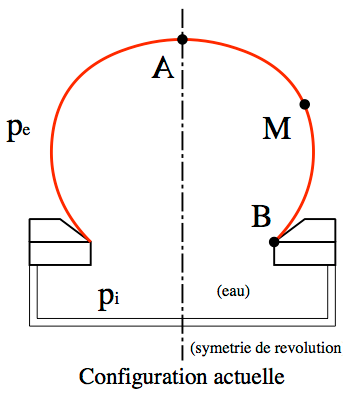 A
pe
M
B
pi
(eau)
(symetrie de revolution
Configuration actuelle